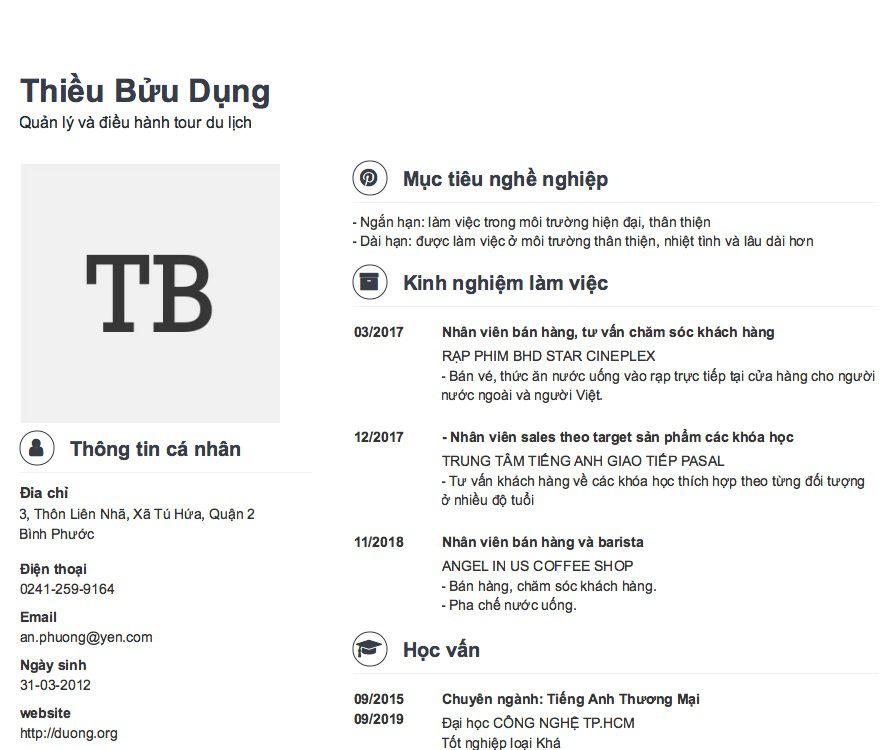 Thiều Bửu Dụng
Quản lý và điều hành tour du lịch
TB
Thông tin cá nhân
Đia chỉ
3, Thôn Liên Nhã, Xã Tú Hứa, Quận 2
Bình Phước
Điện thoại
0241-259-9164
Email
an.phuong@yen.com
Ngày sinh
31-03-2012
website
http://duong.org
Mục tiêu nghề nghiệp
- Ngắn hạn: làm việc trong môi trường hiện đại, thân thiện
- Dài hạn: được làm việc ở môi trường thân thiện, nhiệt tình và lâu dài hơn
Kinh nghiệm làm việc
03/2017 Nhân viên bán hàng, tư vấn chăm sóc khách hàng
RẠP PHIM BHD STAR CINEPLEX
- Bán vé, thức ăn nước uống vào rạp trực tiếp tại cửa hàng cho người
nước ngoài và người Việt.
12/2017 - Nhân viên sales theo target sản phẩm các khóa học
TRUNG TÂM TIẾNG ANH GIAO TIẾP PASAL
- Tư vấn khách hàng về các khóa học thích hợp theo từng đối tượng
ở nhiều độ tuổi
11/2018 Nhân viên bán hàng và barista
ANGEL IN US COFFEE SHOP
- Bán hàng, chăm sóc khách hàng.
- Pha chế nước uống.
Học vấn
09/2015 Chuyên ngành: Tiếng Anh Thương Mại
09/2019 Đại học CÔNG NGHỆ TP.HCM
Tốt nghiệp loại Khá